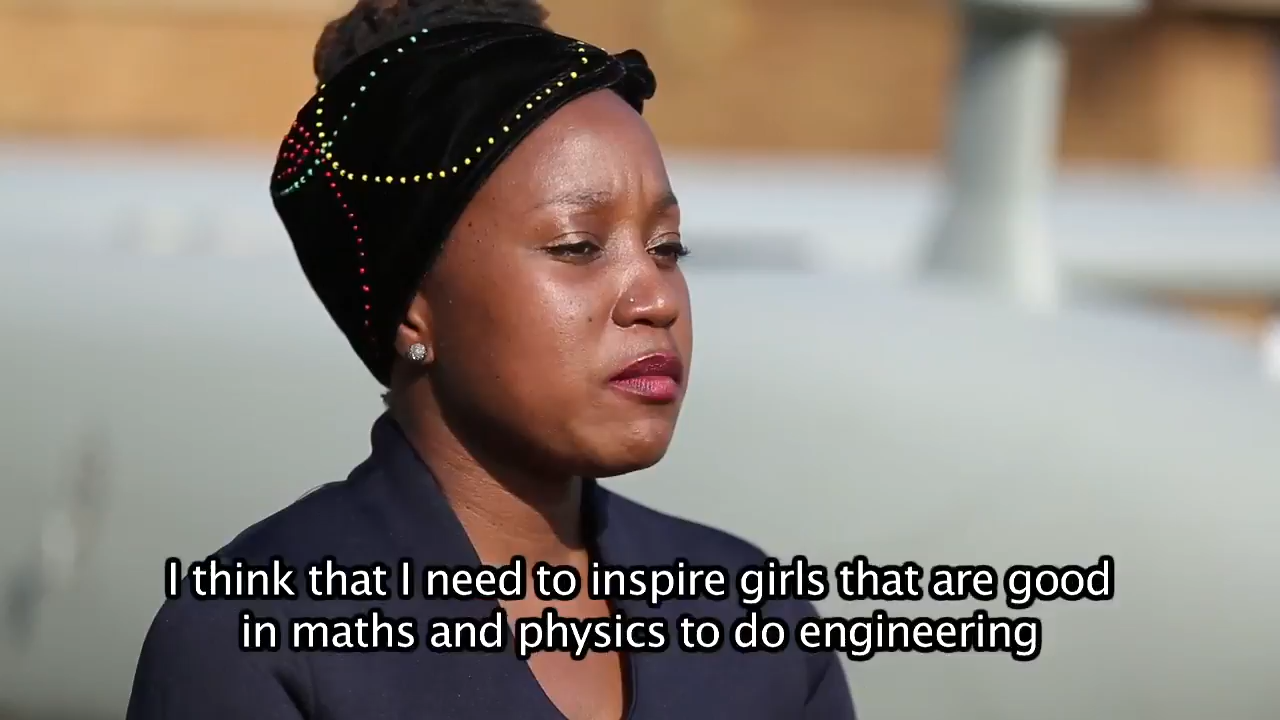 I think that I need to inspire girls that are good
in maths and physics to do engineering